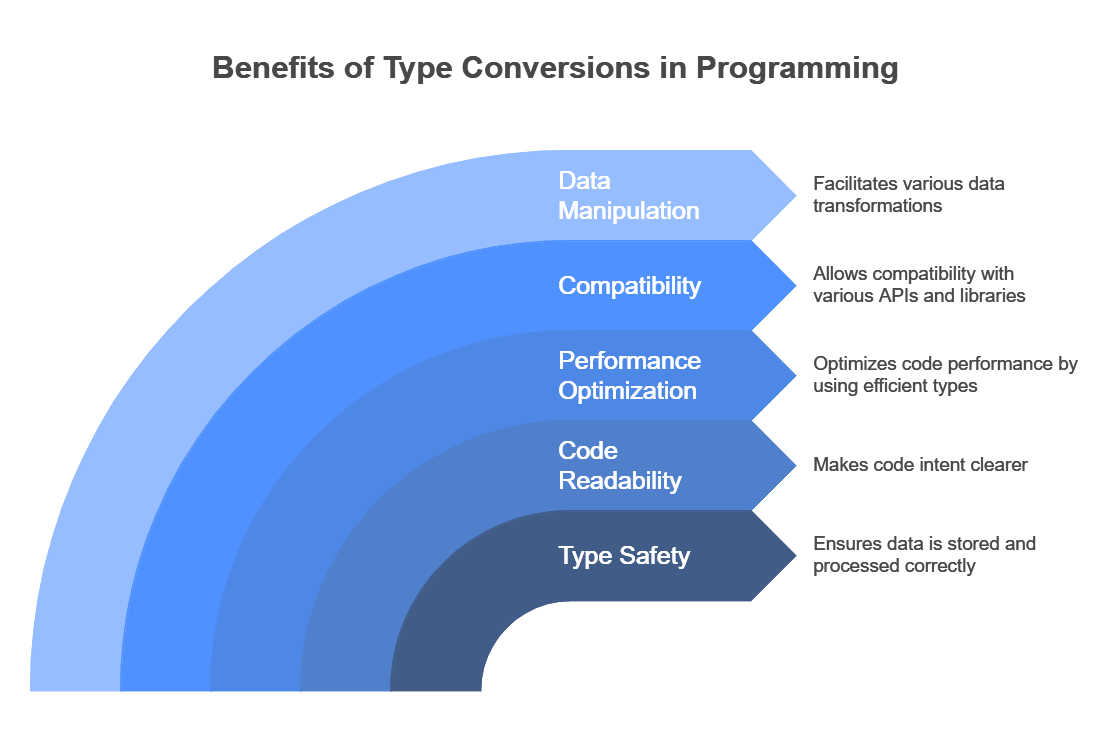 Benefits of Type Conversions in Programming
Data
Manipulation
Facilitates various data
transformations
Compatibility
Allows compatibility with
various APIs and libraries
Performance
Optimization
Optimizes code performance by
using efficient types
Code
Readability
Makes code intent clearer
Type Safety
Ensures data is stored and
processed correctly